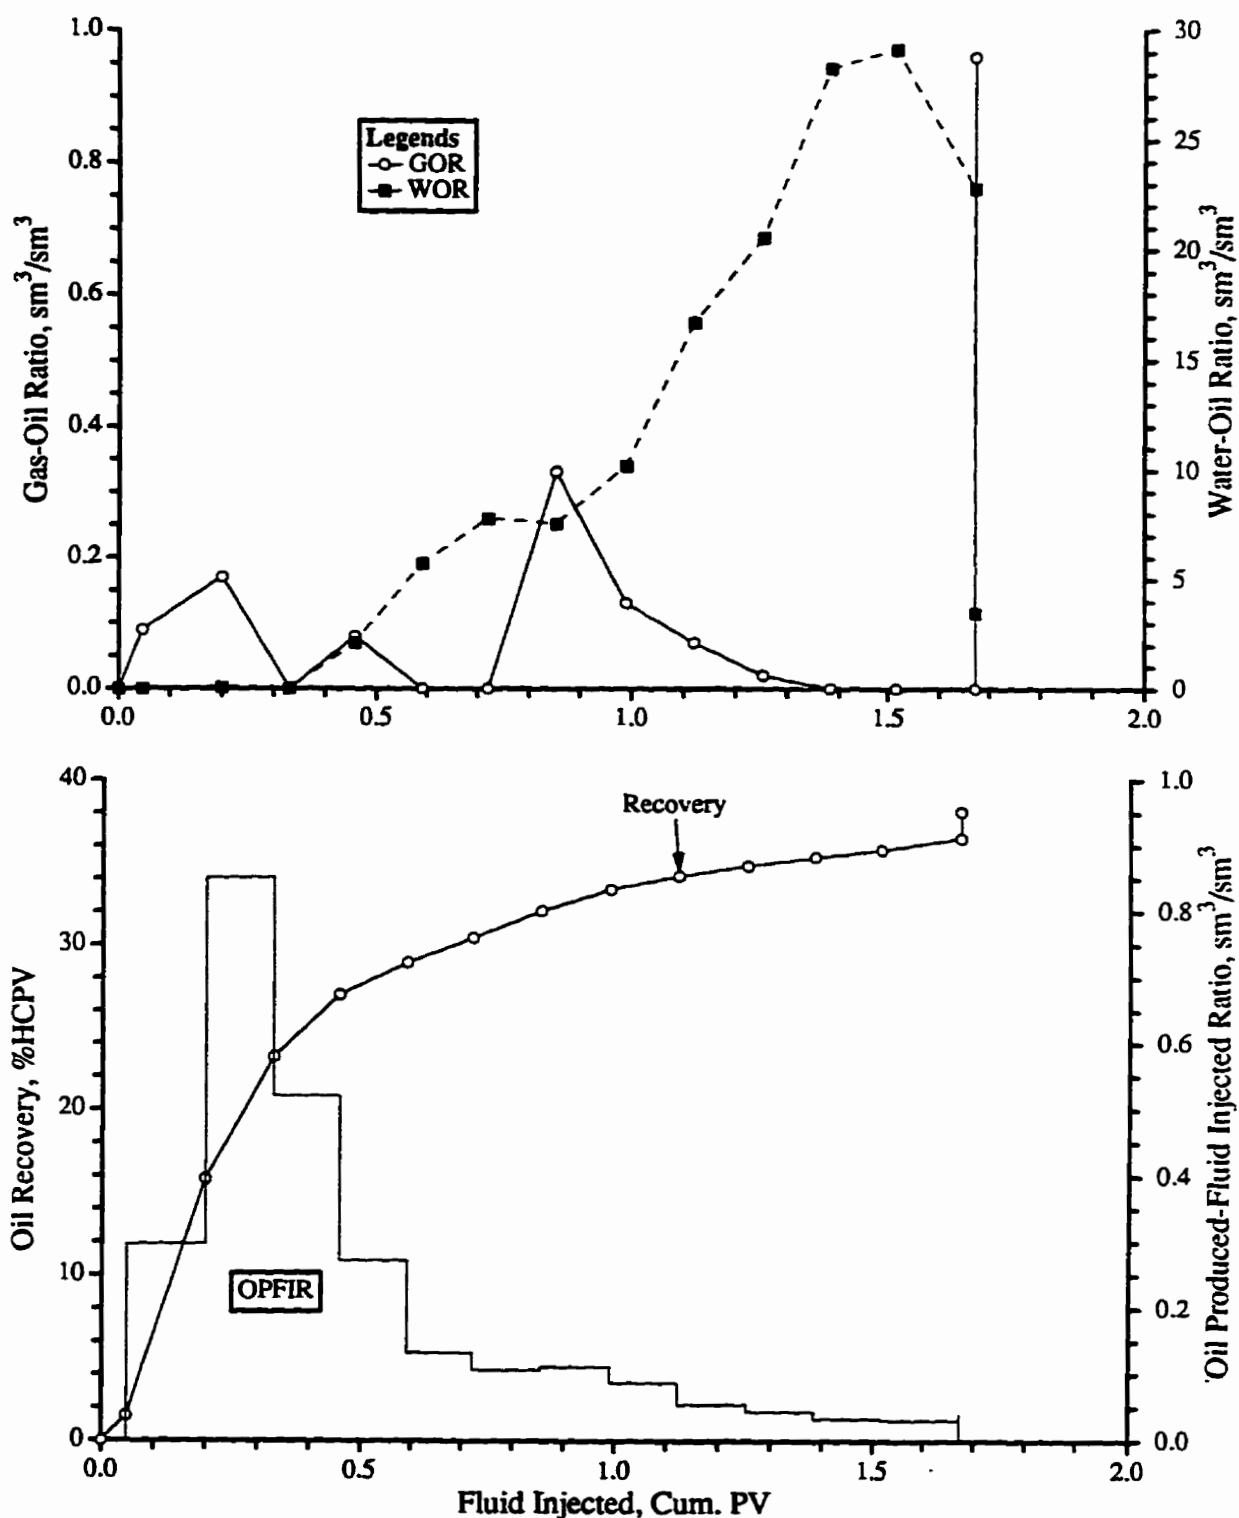 1.0
0.8
0.6
0.4
0.2
0.0
Gas-Oil Ratio, sm³/sm³
Legends
GOR
WOR
30
25
20
15
10
5
0
Water-Oil Ratio, sm³/sm³
0.0 0.5 1.0 1.5 2.0
40
30
20
10
0
Oil Recovery, %HCPV
Recovery
OPFIR
1.0
0.8
0.6
0.4
0.2
0.0
Oil Produced-Fluid Injected Ratio, sm³/sm³
0.0 0.5 1.0 1.5 2.0
Fluid Injected, Cum. PV